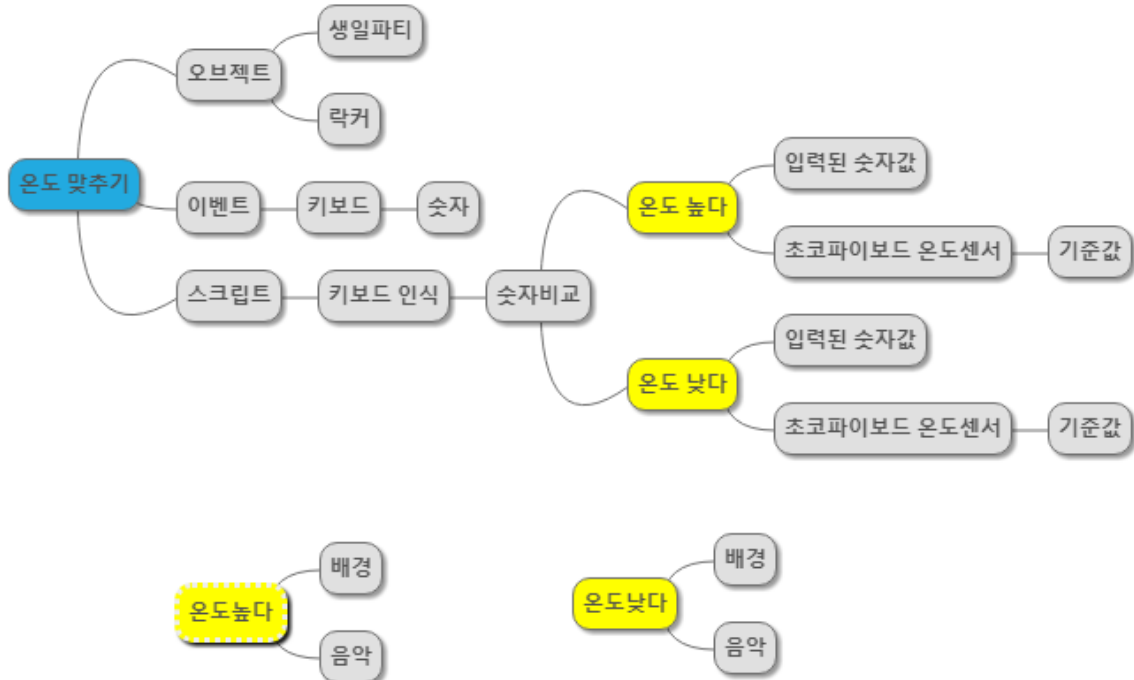 온도 맞추기
오브젝트
생일파티
락커
이벤트
키보드
숫자
스크립트
키보드 인식
숫자비교
온도 높다
입력된 숫자값
초코파이보드 온도센서
기준값
온도 낮다
입력된 숫자값
초코파이보드 온도센서
기준값
온도높다
배경
음악
온도낮다
배경
음악